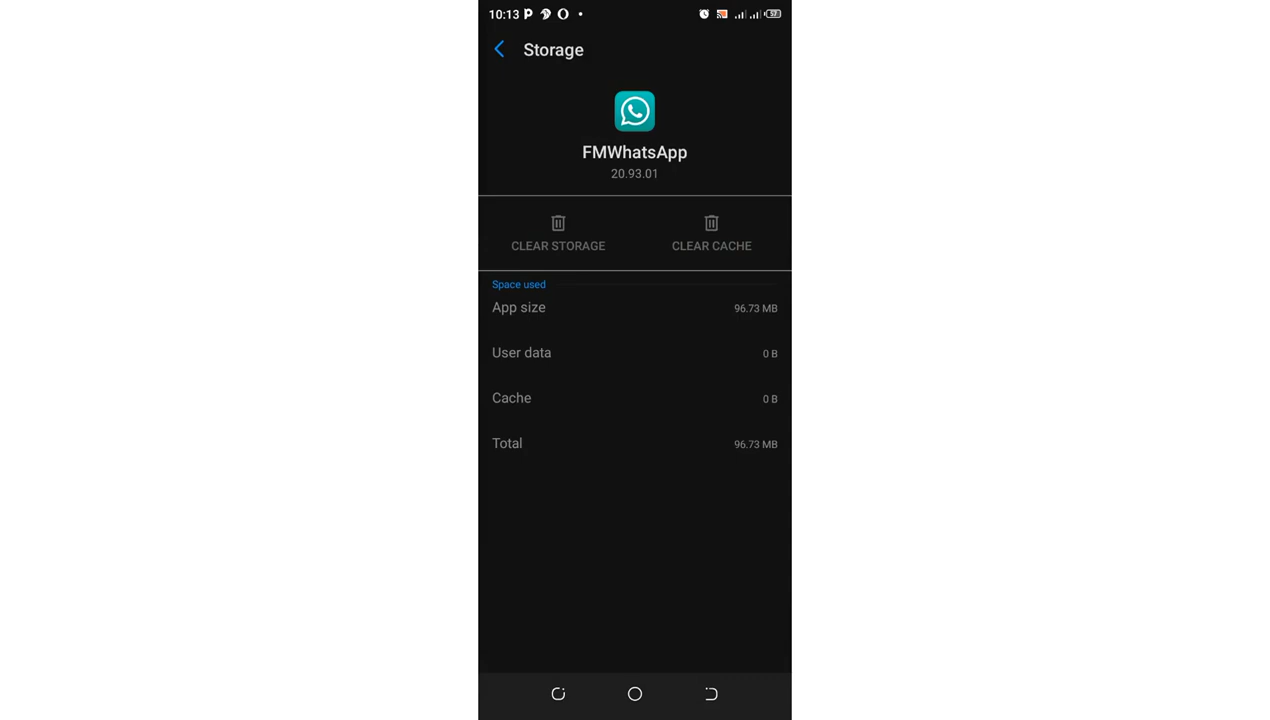 10:13
57
Storage
FMWhatsApp
20.93.01
CLEAR STORAGE CLEAR CACHE
Space used
App size 96.73 MB
User data 0 B
Cache 0 B
Total 96.73 MB